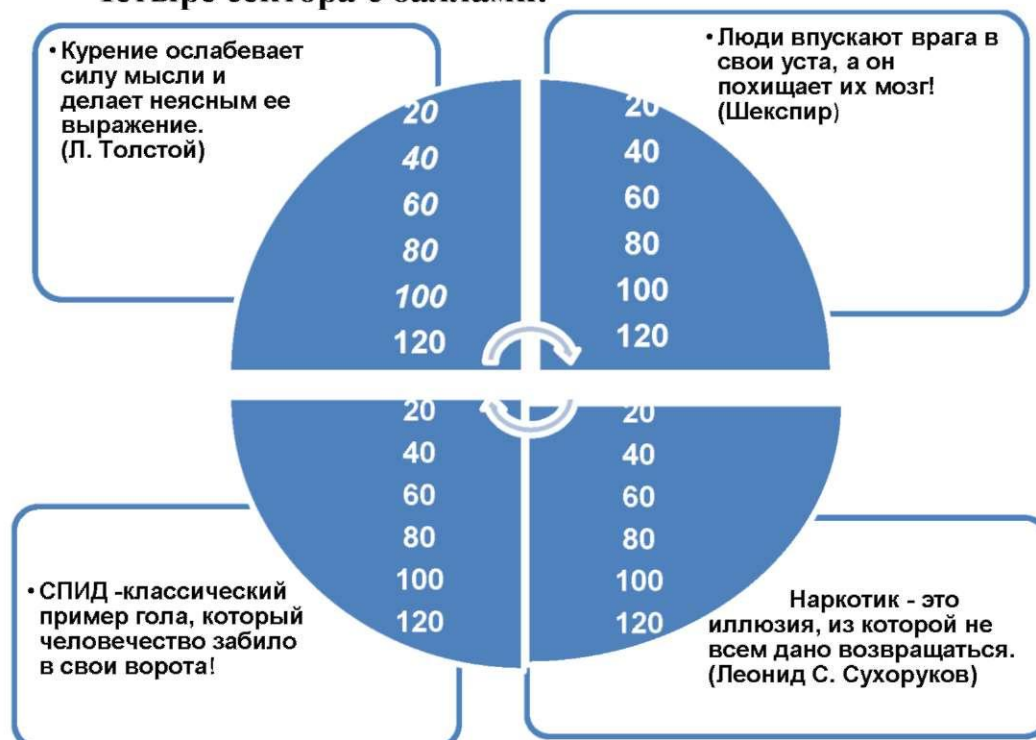 Четыре сектора с баллами:
• Курение ослабевает
силу мысли и
делает неясным ее
выражение.
(Л. Толстой)
20
40
60
80
100
120
• Люди впускают врага в
свои уста, а он
похищает их мозг!
(Шекспир)
20
40
60
80
100
120
• СПИД -классический
пример гола, который
человечество забило
в свои ворота!
20
40
60
80
100
120
Наркотик - это
иллюзия, из которой не
всем дано возвращаться.
(Леонид С. Сухоруков)
20
40
60
80
100
120